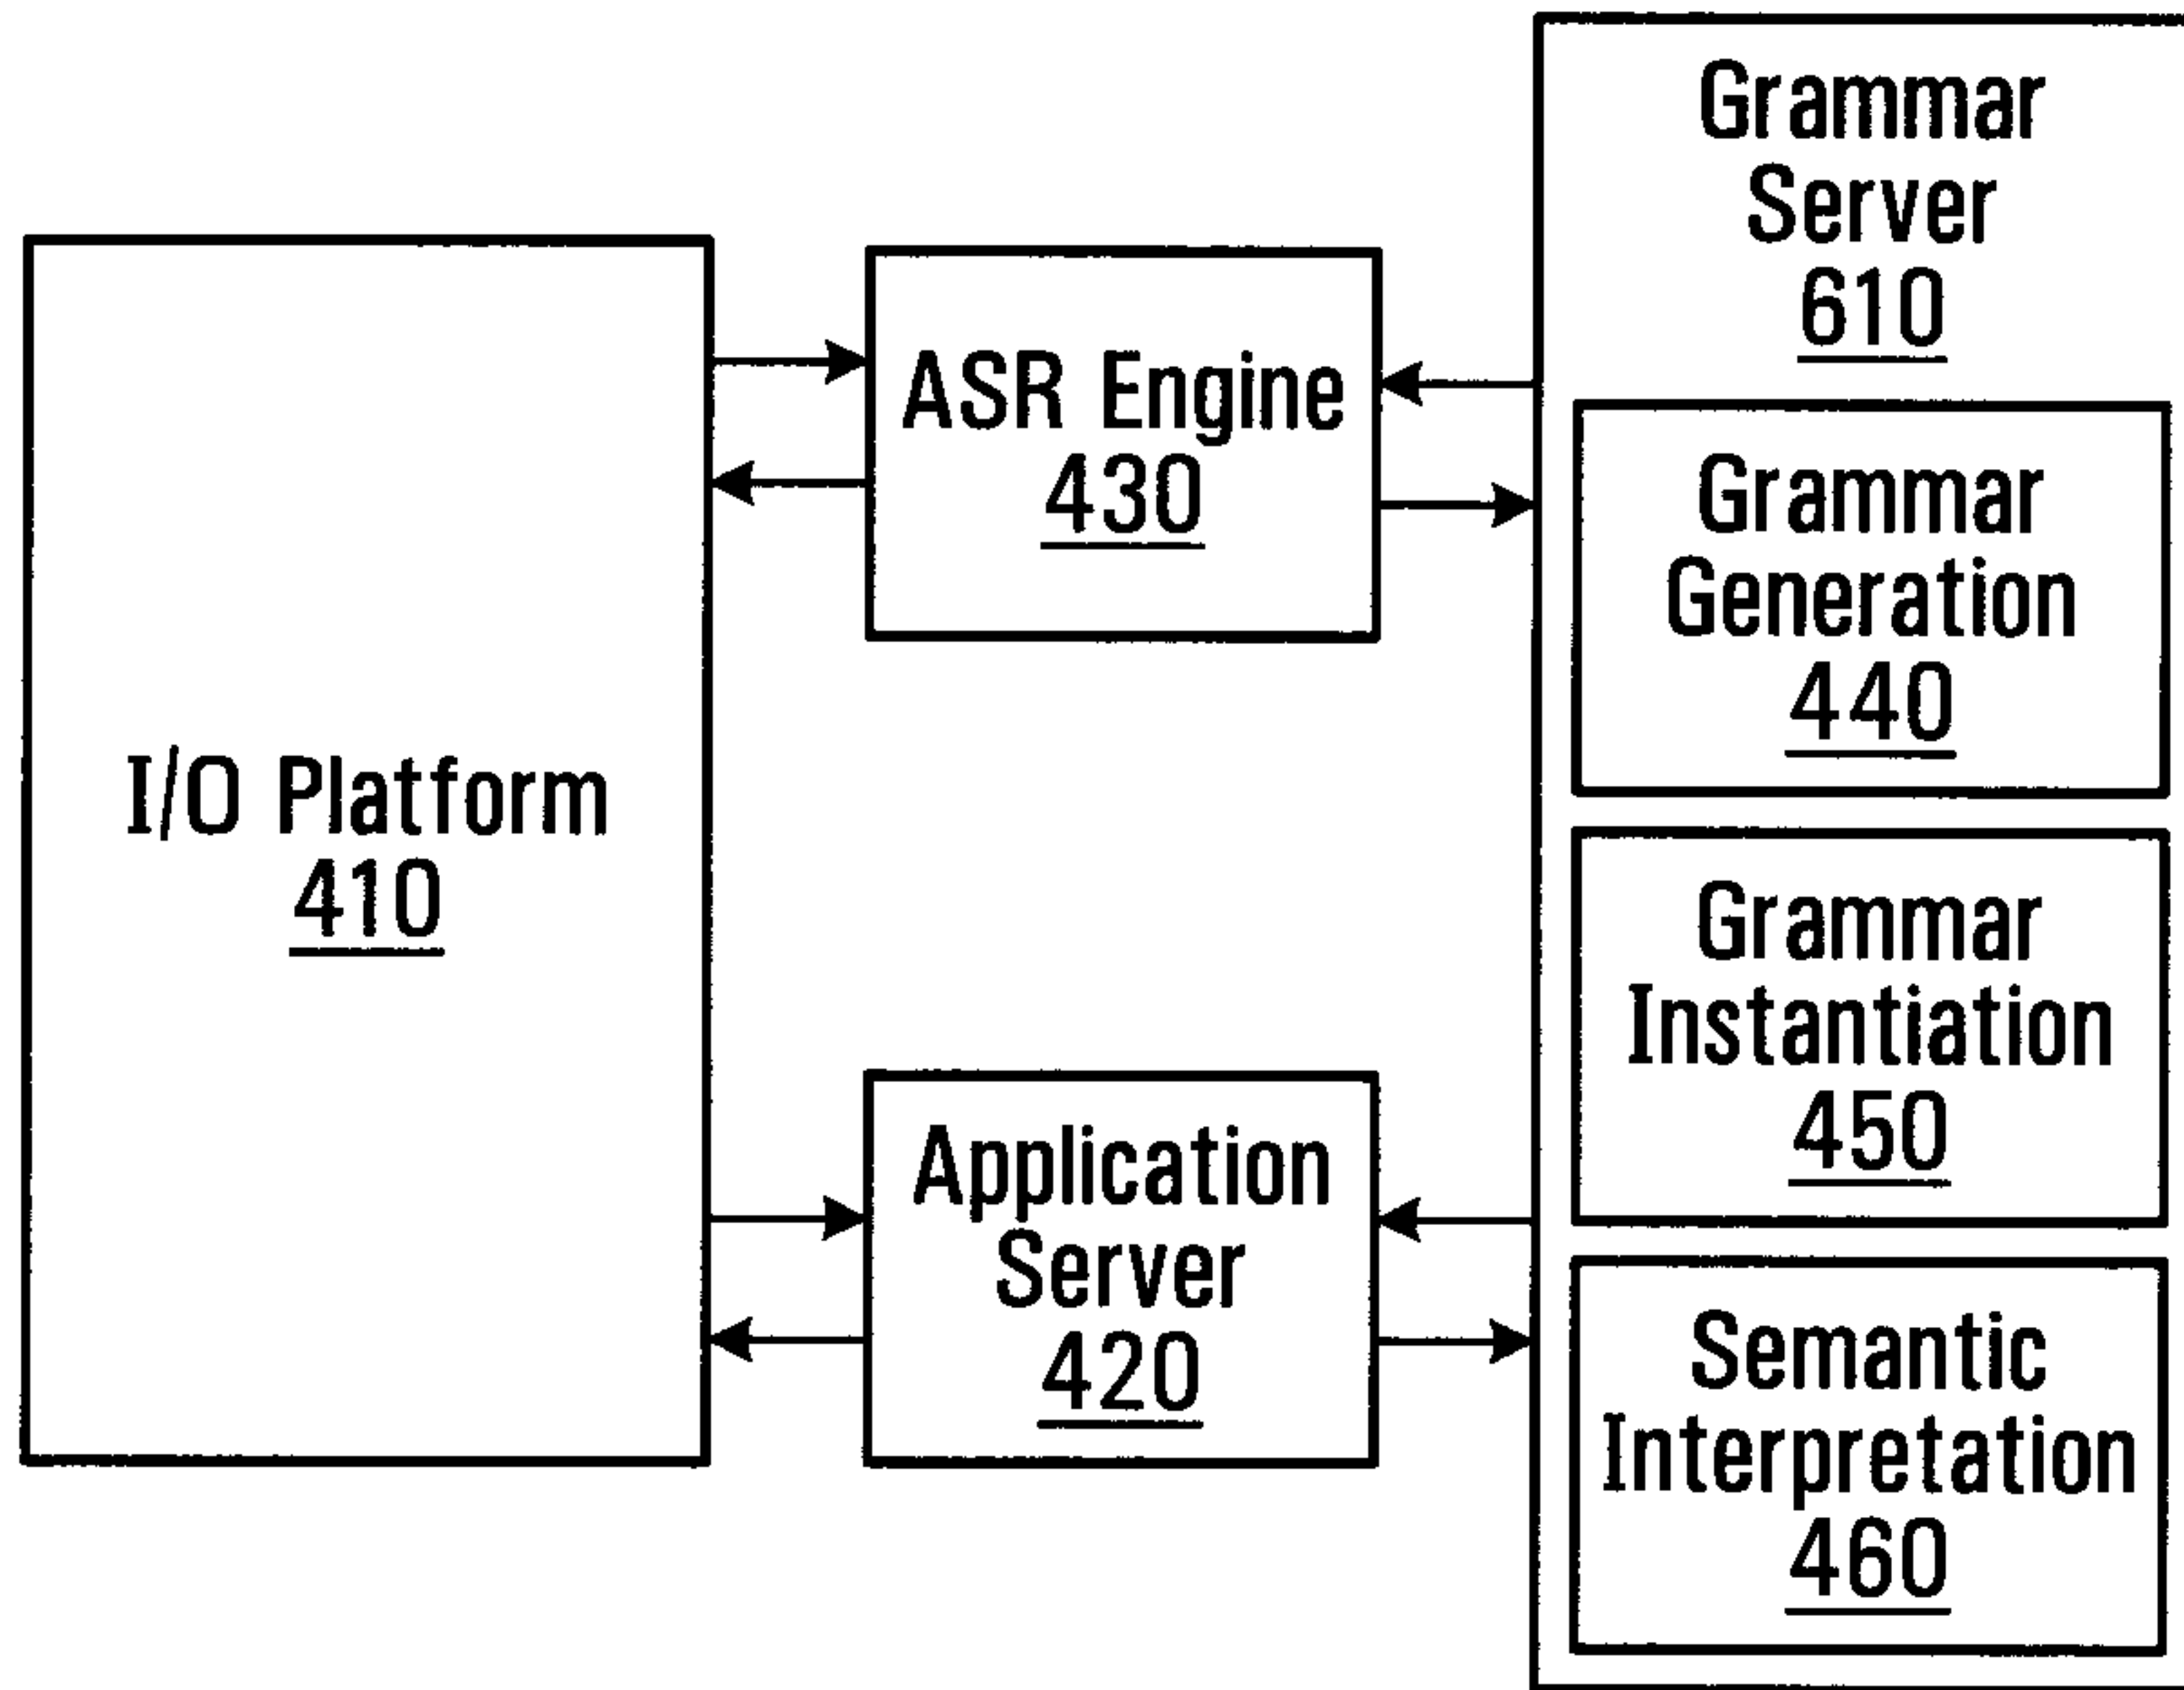 I/O Platform
410
ASR Engine
430
Application
Server
420
Grammar
Server
610
Grammar
Generation
440
Grammar
Instantiation
450
Semantic
Interpretation
460